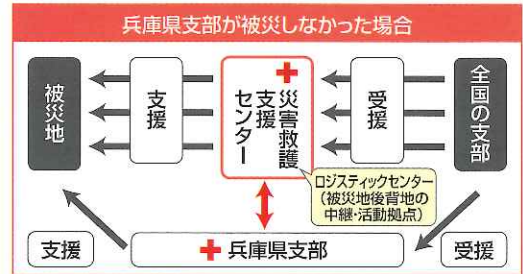 兵庫県支部が被災しなかった場合
被災地
支援
災害救護
支援
センター
受援
全国の支部
ロジスティックセンター
(被災地後背地の
中継・活動拠点)
支援
兵庫県支部
受援